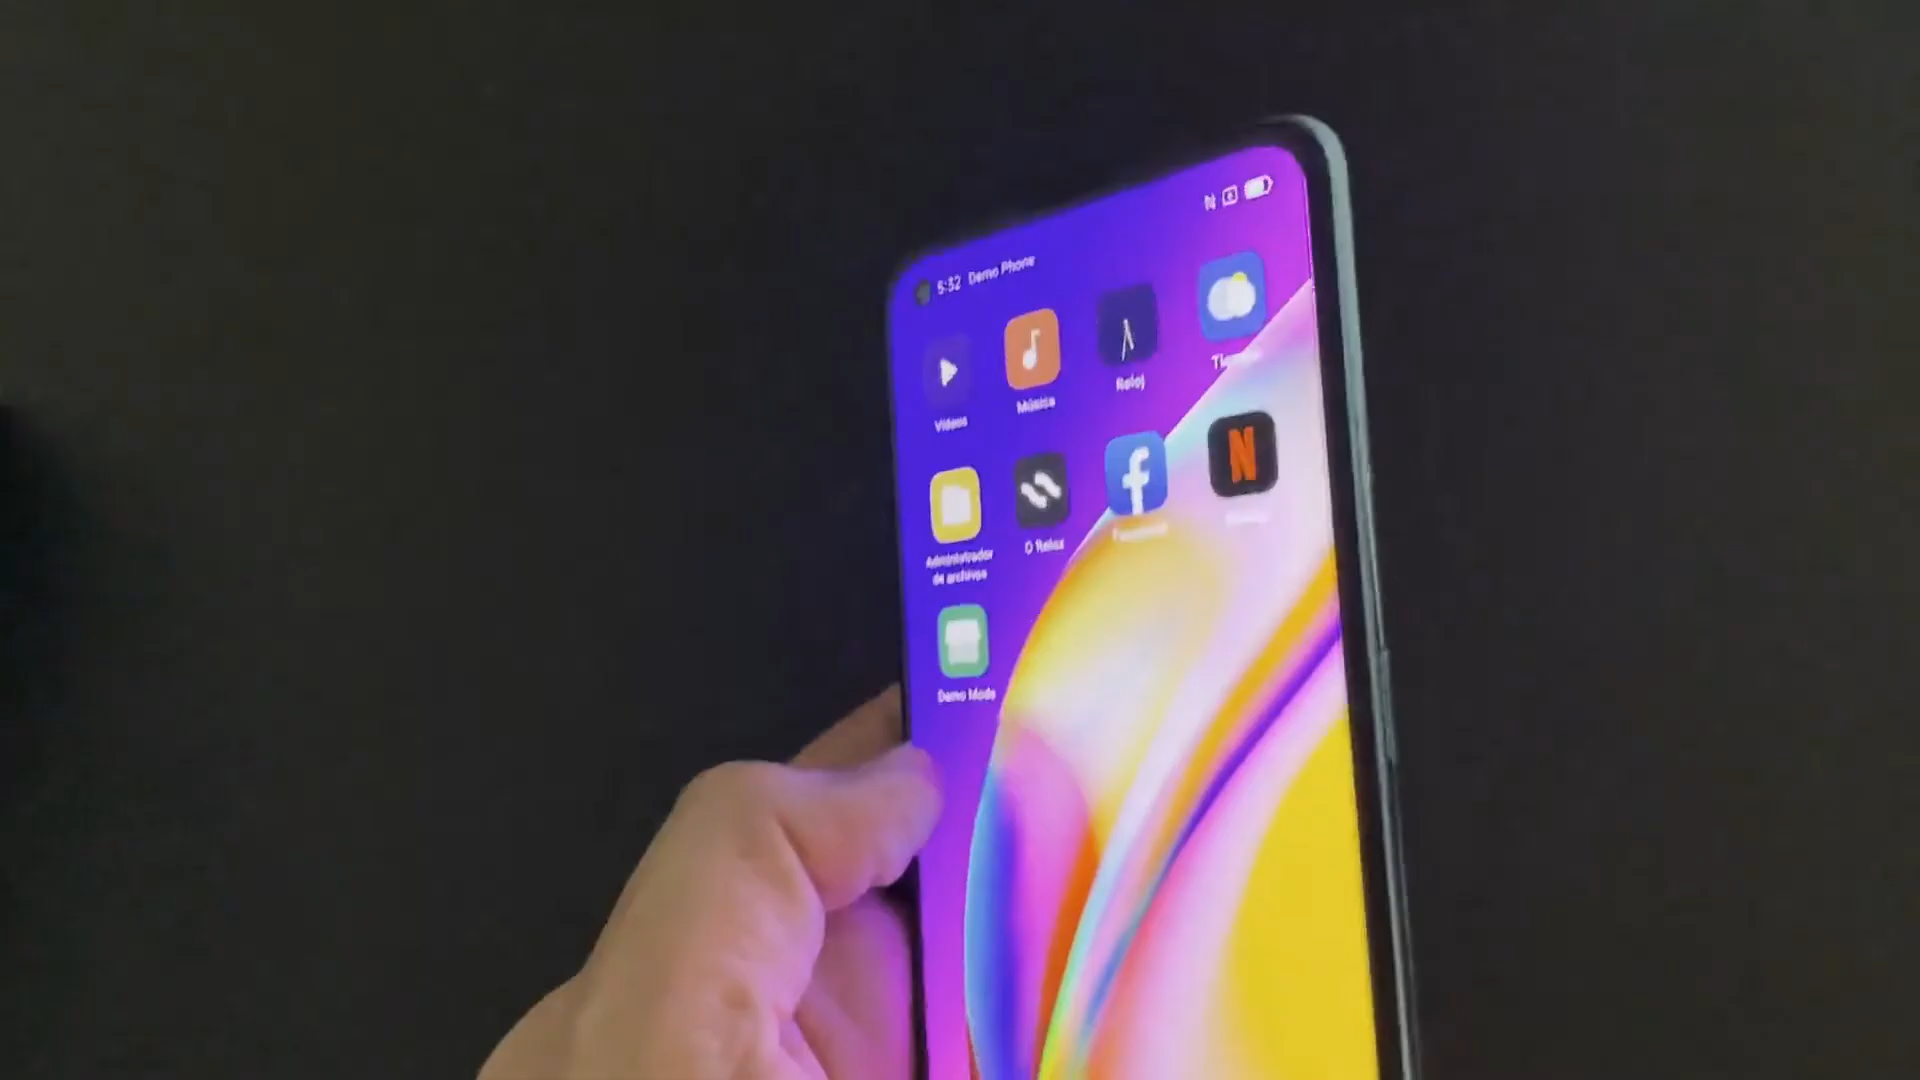 5:32 Demo Phone
Videos
Música
Reloj
Administrador
de archivos
O Relax
N
Demo Mode